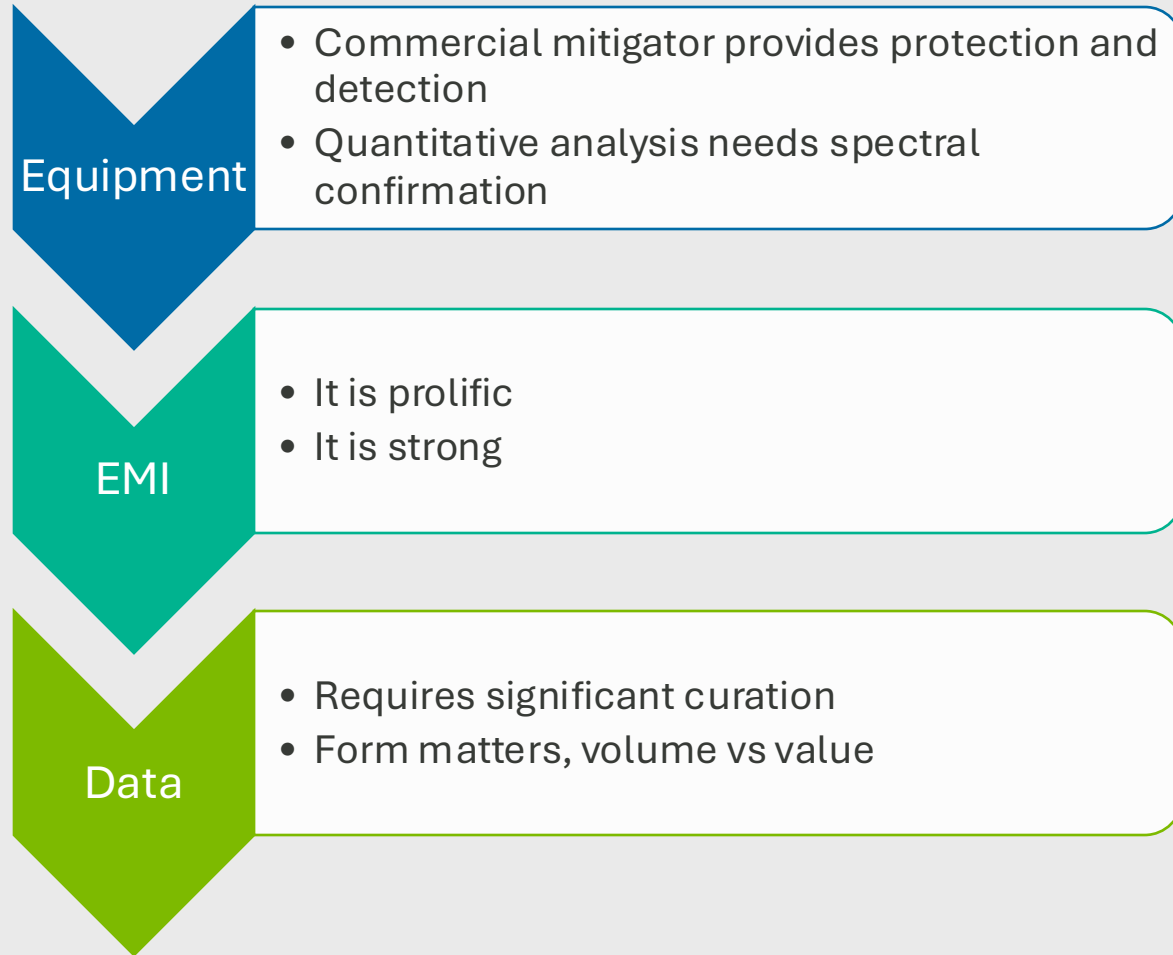 Equipment
• Commercial mitigator provides protection and
detection
• Quantitative analysis needs spectral
confirmation
EMI
• It is prolific
• It is strong
Data
• Requires significant curation
• Form matters, volume vs value